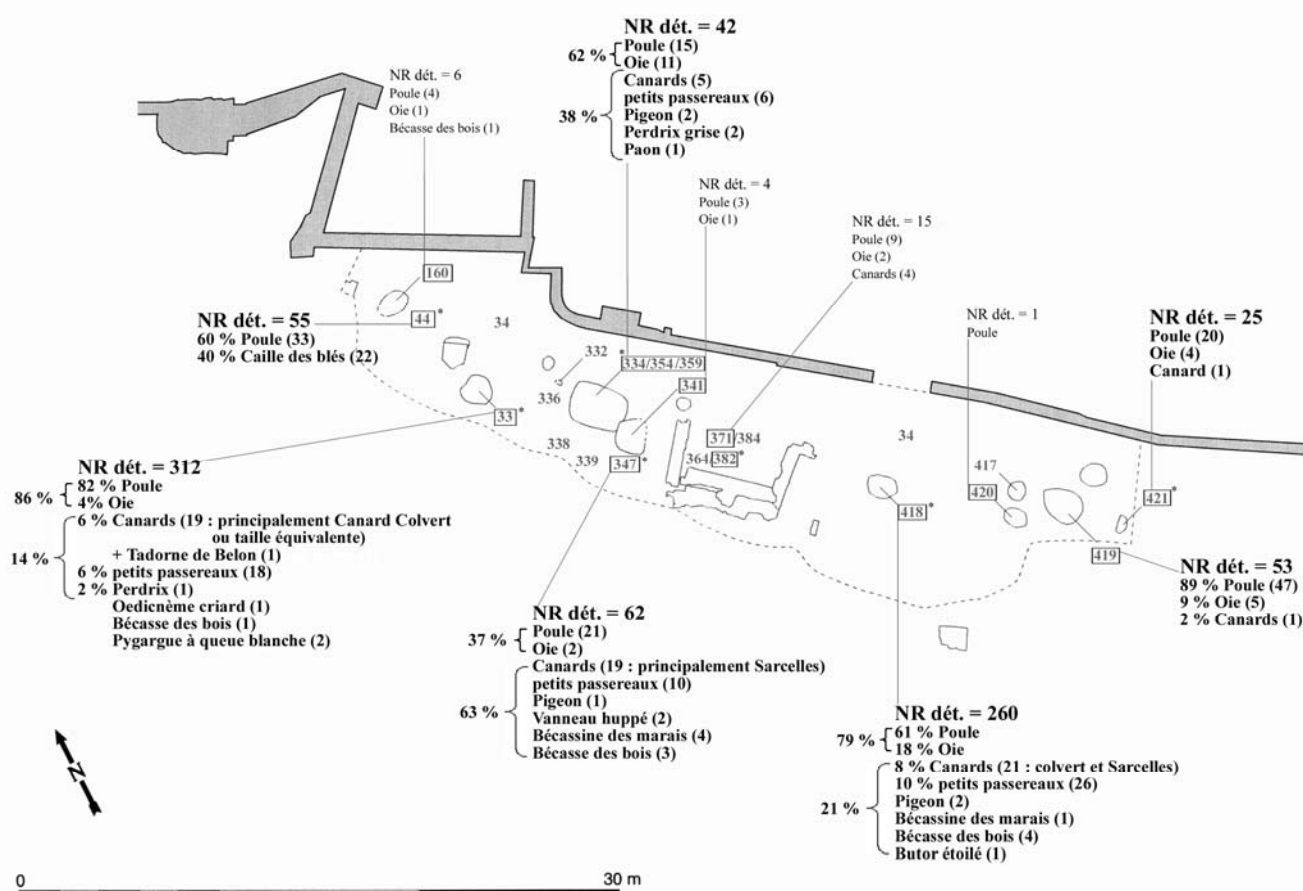 NR dét. = 42
62 %
Poule (15)
Oie (11)
38 %
Canards (5)
petits passereaux (6)
Pigeon (2)
Perdrix grise (2)
Paon (1)
NR dét. = 6
Poule (4)
Oie (1)
Bécasse des bois (1)
NR dét. = 4
Poule (3)
Oie (1)
NR dét. = 15
Poule (9)
Oie (2)
Canards (4)
160
44*
34
NR dét. = 55
60 % Poule (33)
40 % Caille des blés (22)
NR dét. = 1
Poule
NR dét. = 25
Poule (20)
Oie (4)
Canard (1)
332
*334/354/359
336
341
33*
338
339
347*
371/384
364/382*
34
417
420
418*
421*
419
NR dét. = 312
86 %
82 % Poule
4% Oie
14 %
6 % Canards (19 : principalement Canard Colvert
ou taille équivalente)
+ Tadorne de Belon (1)
6 % petits passereaux (18)
2 % Perdrix (1)
Oedicnème criard (1)
Bécasse des bois (1)
Pygargue à queue blanche (2)
NR dét. = 62
37 %
Poule (21)
Oie (2)
63 %
Canards (19 : principalement Sarcelles)
petits passereaux (10)
Pigeon (1)
Vanneau huppé (2)
Bécassine des marais (4)
Bécasse des bois (3)
NR dét. = 53
89 % Poule (47)
9 % Oie (5)
2 % Canards (1)
NR dét. = 260
79 %
61 % Poule
18 % Oie
21 %
8 % Canards (21 : colvert et Sarcelles)
10 % petits passereaux (26)
Pigeon (2)
Bécassine des marais (1)
Bécasse des bois (4)
Butor étoilé (1)
N
0
30 m